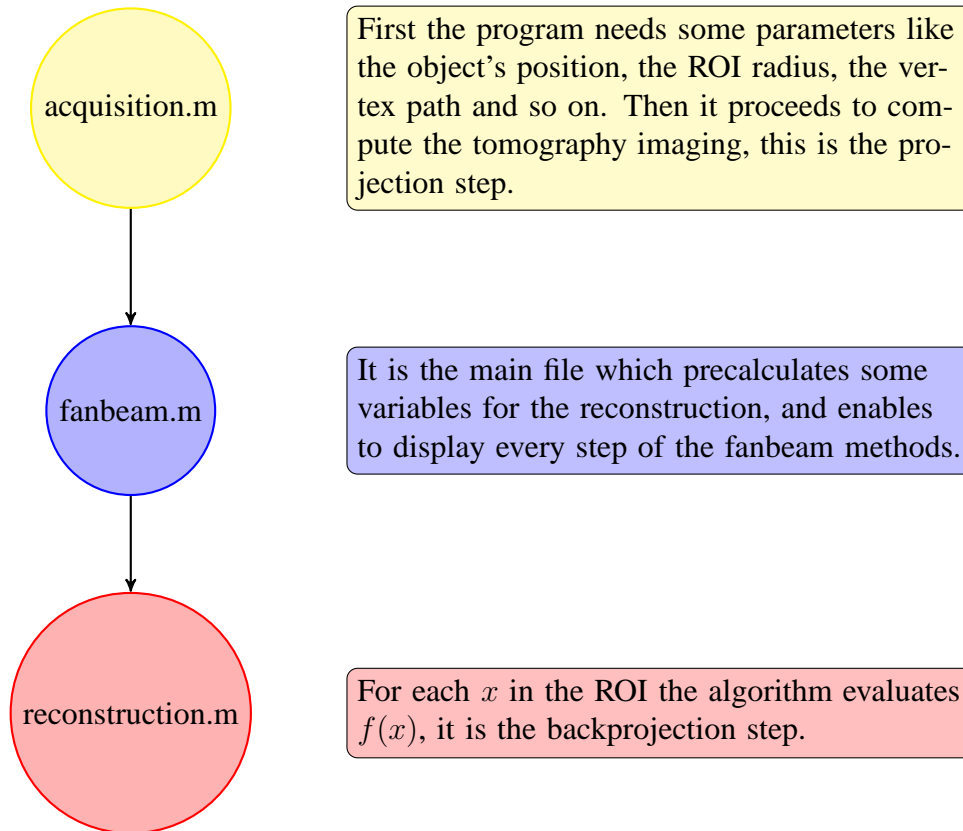 acquisition.m
First the program needs some parameters like
the object's position, the ROI radius, the ver-
tex path and so on. Then it proceeds to com-
pute the tomography imaging, this is the pro-
jection step.
fanbeam.m
It is the main file which precalculates some
variables for the reconstruction, and enables
to display every step of the fanbeam methods.
reconstruction.m
For each x in the ROI the algorithm evaluates
f(x), it is the backprojection step.